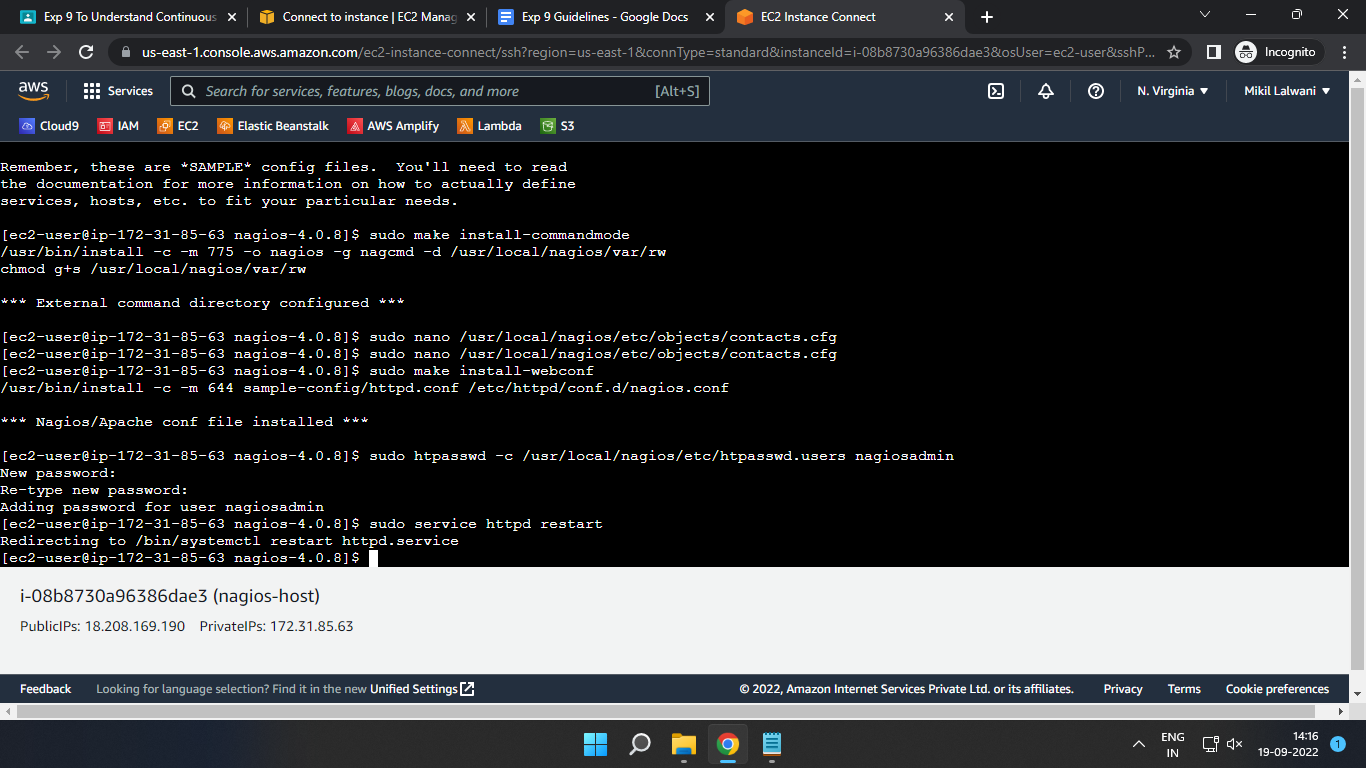 Exp 9 To Understand Continuous
Connect to instance | EC2 Manag
Exp 9 Guidelines - Google Docs
EC2 Instance Connect
us-east-1.console.aws.amazon.com/ec2-instance-connect/ssh?region=us-east-1&connType=standard&instanceId=i-08b8730a96386dae3&osUser=ec2-user&sshP...
Incognito
aws
Services
Search for services, features, blogs, docs, and more
[Alt+S]
N. Virginia
Mikil Lalwani
Cloud9
IAM
EC2
Elastic Beanstalk
AWS Amplify
Lambda
S3
Remember, these are *SAMPLE* config files.  You'll need to read
the documentation for more information on how to actually define
services, hosts, etc. to fit your particular needs.
[ec2-user@ip-172-31-85-63 nagios-4.0.8]$ sudo make install-commandmode
/usr/bin/install -c -m 775 -o nagios -g nagcmd -d /usr/local/nagios/var/rw
chmod g+s /usr/local/nagios/var/rw
*** External command directory configured ***
[ec2-user@ip-172-31-85-63 nagios-4.0.8]$ sudo nano /usr/local/nagios/etc/objects/contacts.cfg
[ec2-user@ip-172-31-85-63 nagios-4.0.8]$ sudo nano /usr/local/nagios/etc/objects/contacts.cfg
[ec2-user@ip-172-31-85-63 nagios-4.0.8]$ sudo make install-webconf
/usr/bin/install -c -m 644 sample-config/httpd.conf /etc/httpd/conf.d/nagios.conf
*** Nagios/Apache conf file installed ***
[ec2-user@ip-172-31-85-63 nagios-4.0.8]$ sudo htpasswd -c /usr/local/nagios/etc/htpasswd.users nagiosadmin
New password:
Re-type new password:
Adding password for user nagiosadmin
[ec2-user@ip-172-31-85-63 nagios-4.0.8]$ sudo service httpd restart
Redirecting to /bin/systemctl restart httpd.service
[ec2-user@ip-172-31-85-63 nagios-4.0.8]$
i-08b8730a96386dae3 (nagios-host)
PublicIPs: 18.208.169.190    PrivateIPs: 172.31.85.63
Feedback
Looking for language selection? Find it in the new Unified Settings
© 2022, Amazon Internet Services Private Ltd. or its affiliates.
Privacy
Terms
Cookie preferences
ENG
IN
14:16
19-09-2022
1